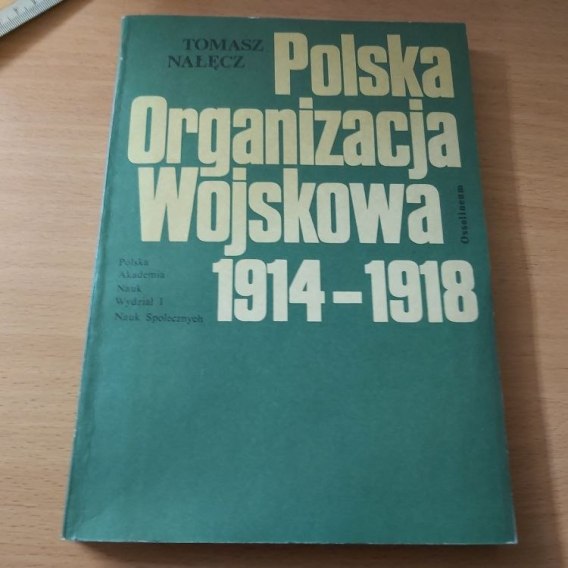 TOMASZ
NAŁĘCZ
Polska
Organizacja
Wojskowa
1914-1918
Ossolineum
Polska
Akademia
Nauk
Wydział I
Nauk Społecznych